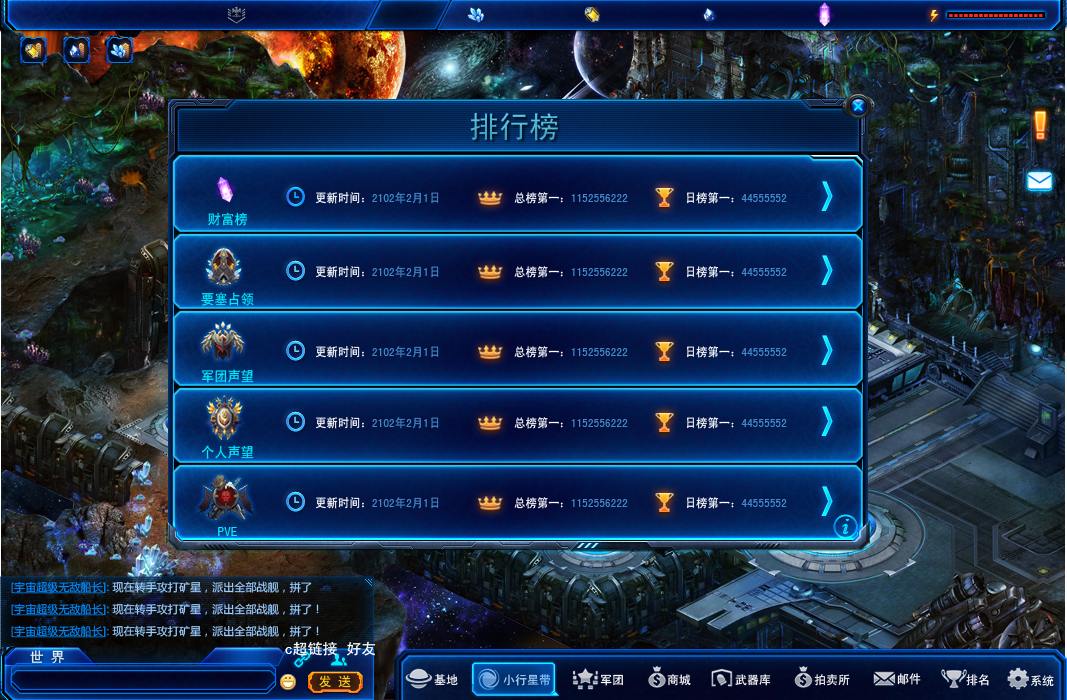 排行榜
财富榜 更新时间：2102年2月1日 总榜第一：1152556222 日榜第一：44555552
要塞占领 更新时间：2102年2月1日 总榜第一：1152556222 日榜第一：44555552
军团声望 更新时间：2102年2月1日 总榜第一：1152556222 日榜第一：44555552
个人声望 更新时间：2102年2月1日 总榜第一：1152556222 日榜第一：44555552
PVE 更新时间：2102年2月1日 总榜第一：1152556222 日榜第一：44555552
[宇宙超级无敌船长]: 现在转手攻打矿星，派出全部战舰，拼了
[宇宙超级无敌船长]: 现在转手攻打矿星，派出全部战舰，拼了！
[宇宙超级无敌船长]: 现在转手攻打矿星，派出全部战舰，拼了！
c超链接 好友
世界
发送
基地 小行星带 军团 商城 武器库 拍卖所 邮件 排名 系统